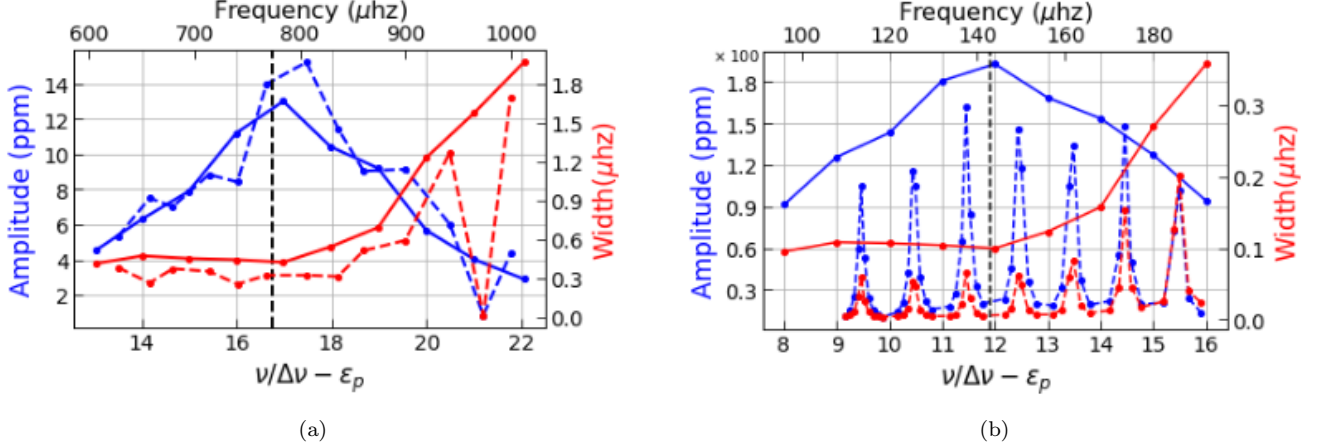 Frequency (μhz)
600 700 800 900 1000
Amplitude (ppm)
14
12
10
8
6
4
2
1.8
1.5
1.2
0.9
0.6
0.3
0.0
Width(μhz)
14 16 18 20 22
ν/Δν − εp
(a)
Frequency (μhz)
100 120 140 160 180
× 100
Amplitude (ppm)
1.8
1.5
1.2
0.9
0.6
0.3
0.3
0.2
0.1
0.0
Width(μhz)
8 9 10 11 12 13 14 15 16
ν/Δν − εp
(b)